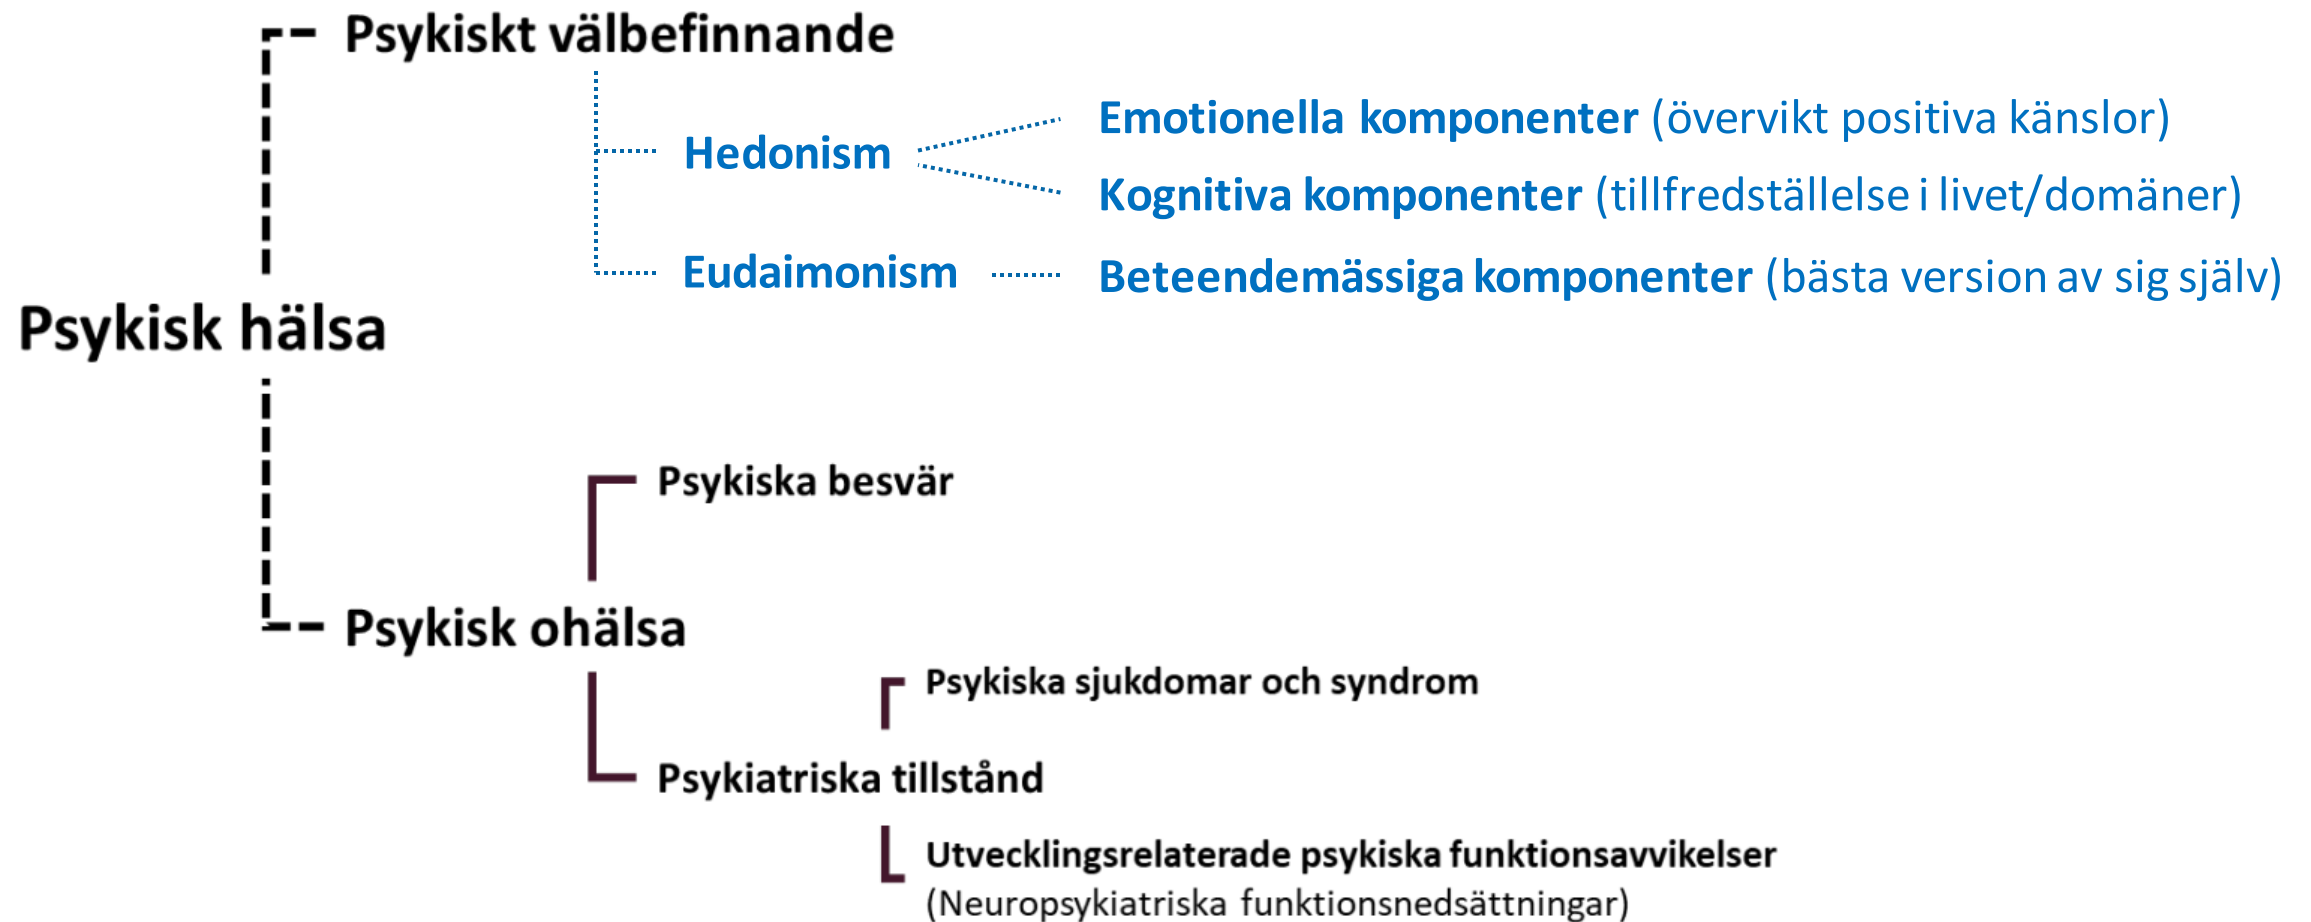 Psykiskt välbefinnande
Emotionella komponenter (övervikt positiva känslor)
Hedonism
Kognitiva komponenter (tillfredställelse i livet/domäner)
Eudaimonism
Beteendemässiga komponenter (bästa version av sig själv)
Psykisk hälsa
Psykiska besvär
Psykisk ohälsa
Psykiska sjukdomar och syndrom
Psykiatriska tillstånd
Utvecklingsrelaterade psykiska funktionsavvikelser
(Neuropsykiatriska funktionsnedsättningar)